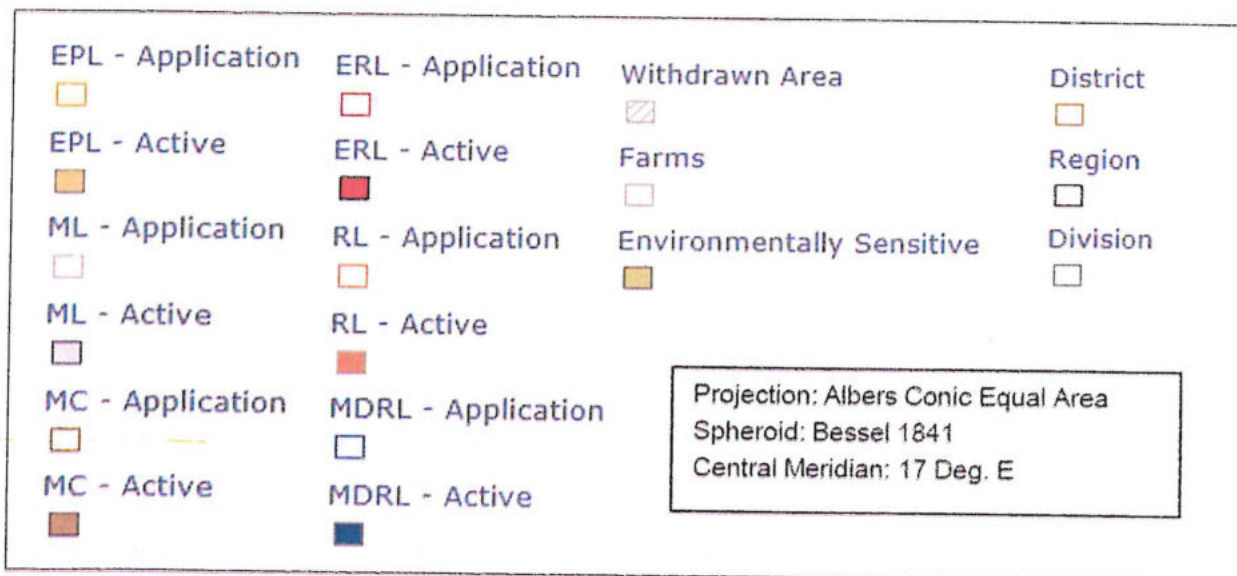 EPL - Application
EPL - Active
ML - Application
ML - Active
MC - Application
MC - Active
ERL - Application
ERL - Active
RL - Application
RL - Active
MDRL - Application
MDRL - Active
Withdrawn Area
Farms
Environmentally Sensitive
District
Region
Division
Projection: Albers Conic Equal Area
Spheroid: Bessel 1841
Central Meridian: 17 Deg. E